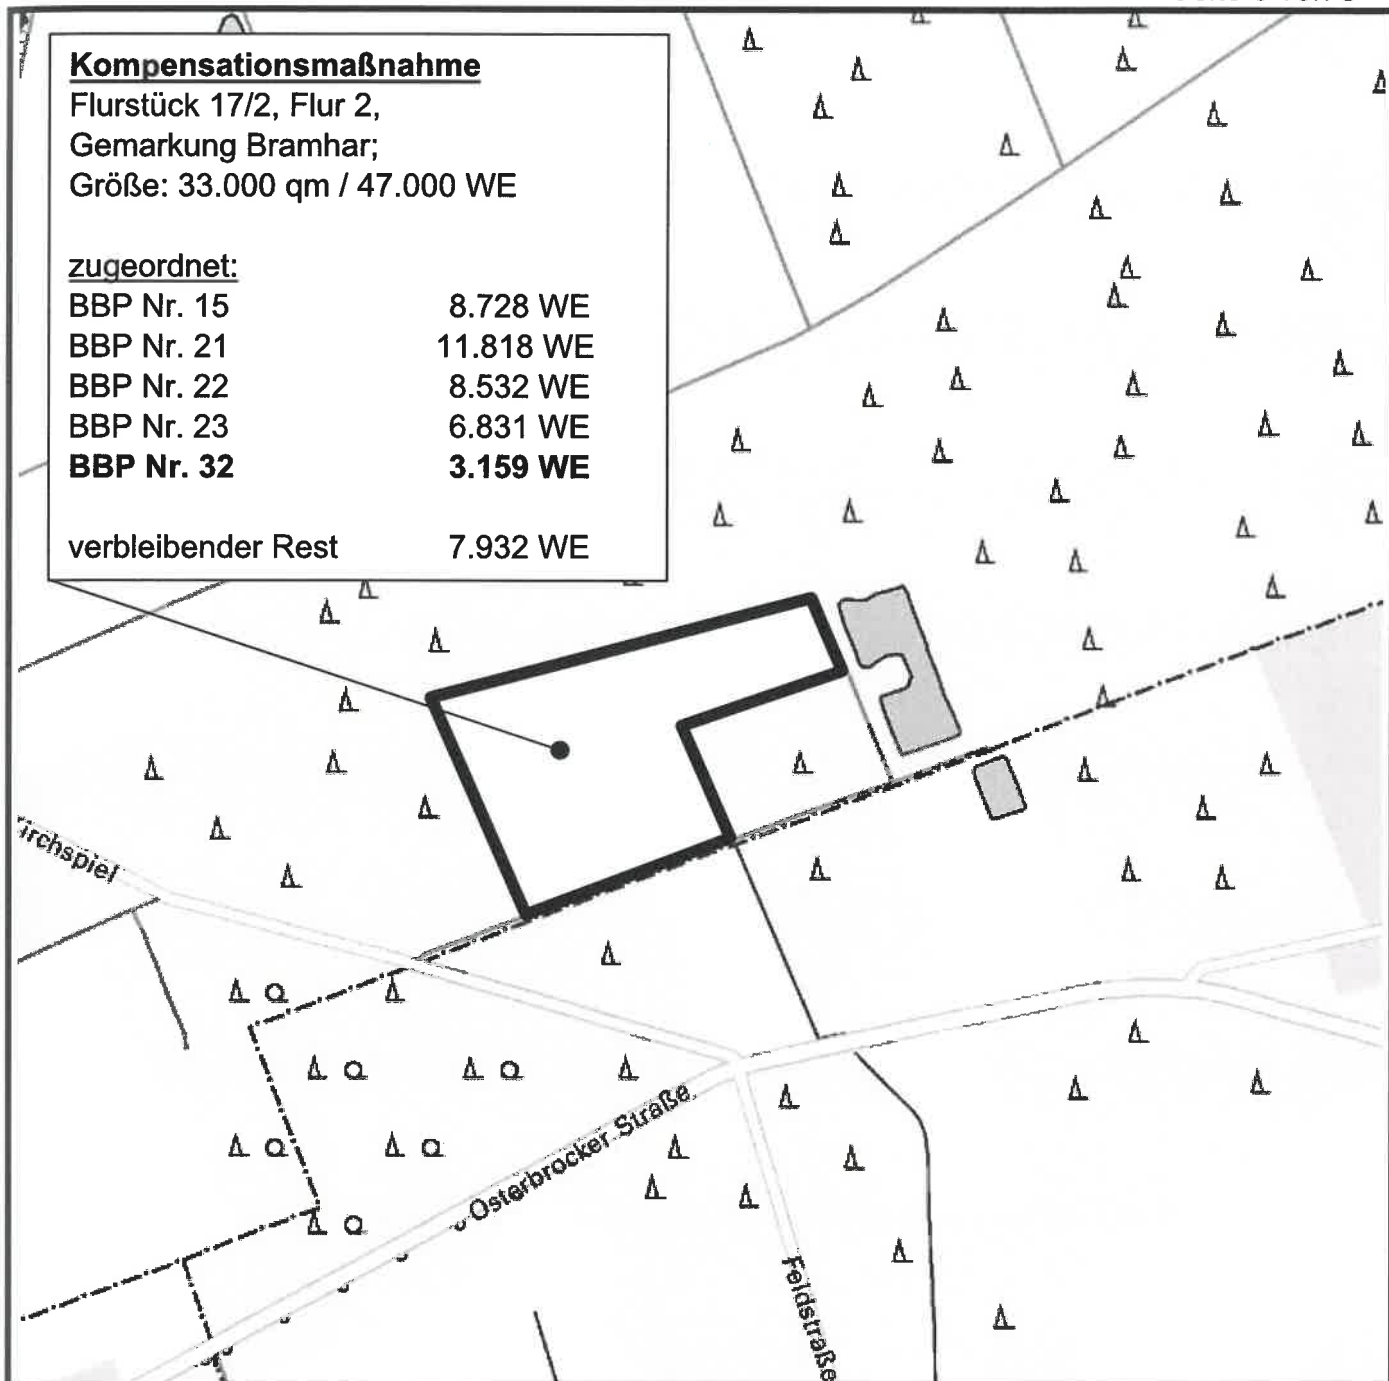 Kompensationsmaßnahme
Flurstück 17/2, Flur 2,
Gemarkung Bramhar;
Größe: 33.000 qm / 47.000 WE
zugeordnet:
BBP Nr. 15 8.728 WE
BBP Nr. 21 11.818 WE
BBP Nr. 22 8.532 WE
BBP Nr. 23 6.831 WE
BBP Nr. 32 3.159 WE
verbleibender Rest 7.932 WE
irchspiel
Osterbrocker Straße
Feldstraße